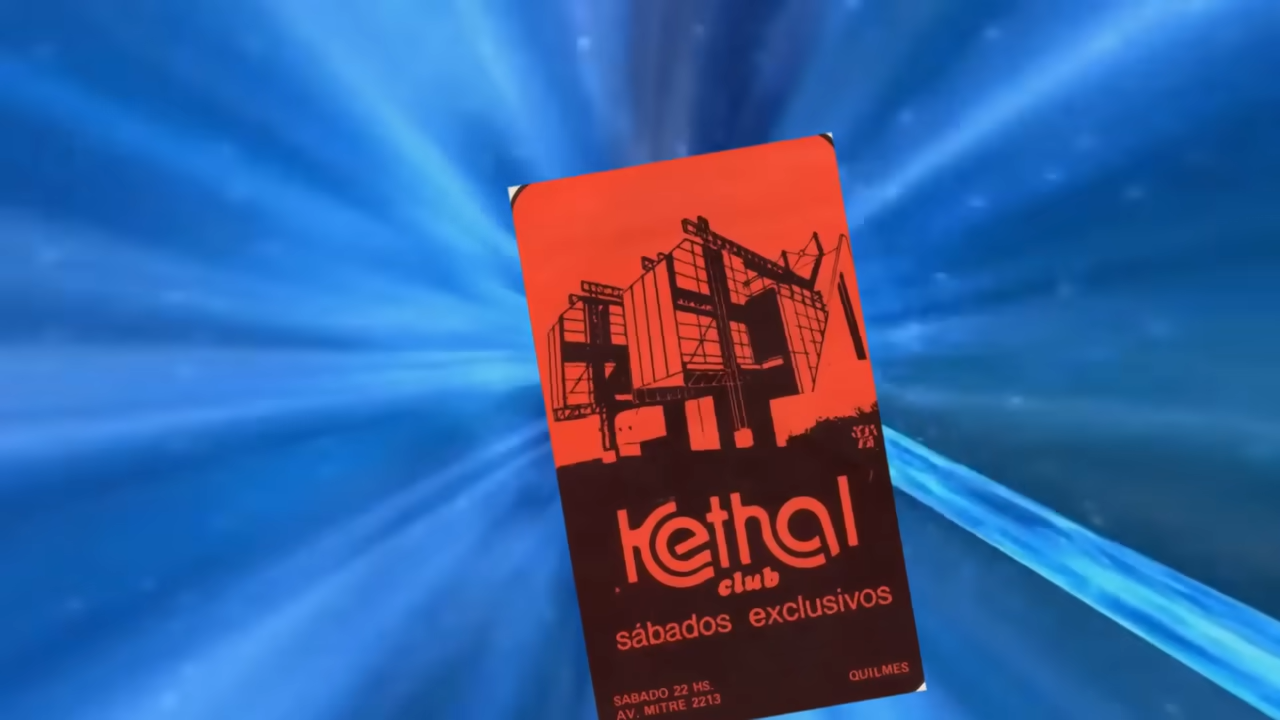 Kethal
club
sábados exclusivos
QUILMES
SABADO 22 HS.
AV. MITRE 2213